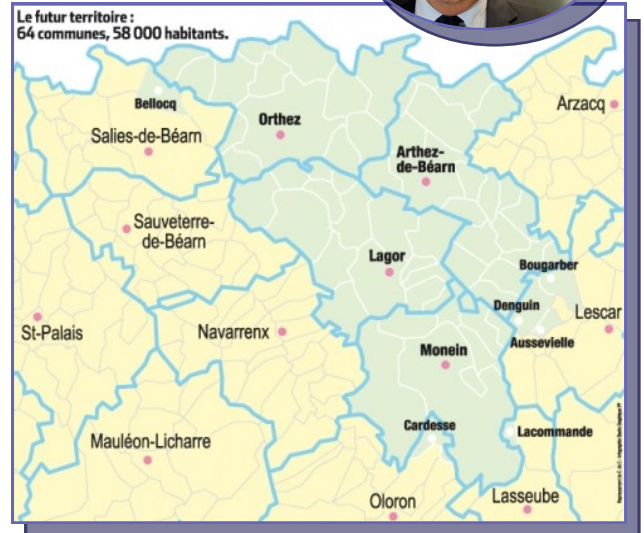 Le futur territoire :
64 communes, 58 000 habitants.
Bellocq
Salies-de-Béarn
Orthez
Arzacq
Arthez-
de-Béarn
Sauveterre-
de-Béarn
Lagor
Bougarber
Denguin
Lescar
St-Palais
Navarrenx
Aussevielle
Monein
Cardesse
Lacommande
Mauléon-Licharre
Oloron
Lasseube